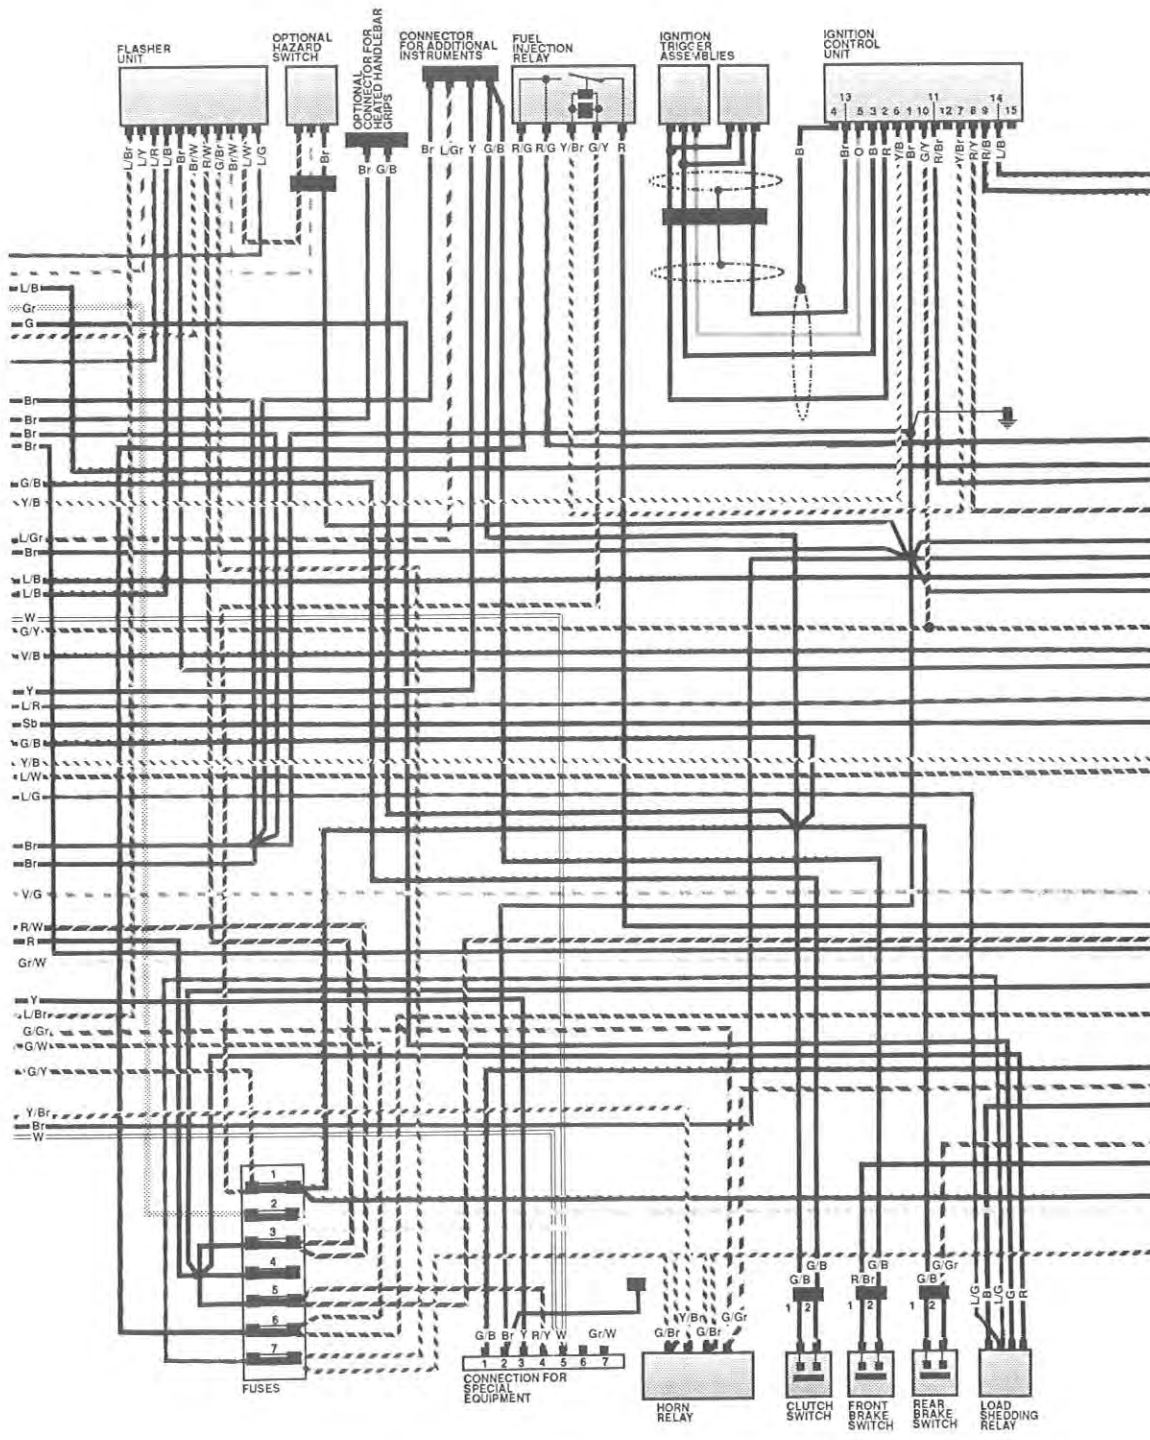 FLASHER
UNIT
OPTIONAL
HAZARD
SWITCH
OPTIONAL
CONNECTOR FOR
HEATED HANDLEBAR
GRIPS
CONNECTOR
FOR ADDITIONAL
INSTRUMENTS
FUEL
INJECTION
RELAY
IGNITION
TRIGGER
ASSEMBLIES
IGNITION
CONTROL
UNIT
13 11 14
4 5 3 2 6 1 10 12 7 8 9 15
L/Br L/Y L/R L/B Br Br/W R/W G/Br Br/W L/W L/G
Br
Br G/B
Br L/Gr Y G/B
R/G R/G Y/Br G/Y R
B Br O B R Y/B Br G/Y R/Br Y/Br R/Y R/B L/B
L/B
Gr
G
Br
Br
Br
Br
G/B
Y/B
L/Gr
Br
L/B
L/B
W
G/Y
V/B
Y
L/R
Sb
G/B
Y/B
L/W
L/G
Br
Br
V/G
R/W
R
Gr/W
Y
L/Br
G/Gr
G/W
G/Y
Y/Br
Br
W
1
2
3
4
5
6
7
FUSES
G/B Br Y R/Y W Gr/W
1 2 3 4 5 6 7
CONNECTION FOR
SPECIAL
EQUIPMENT
G/Br Y/Br G/Br G/Gr
HORN
RELAY
G/B G/B
1 2
CLUTCH
SWITCH
R/Br G/B
1 2
FRONT
BRAKE
SWITCH
G/B G/Gr
1 2
REAR
BRAKE
SWITCH
L/G B L/G G R
LOAD
SHEDDING
RELAY